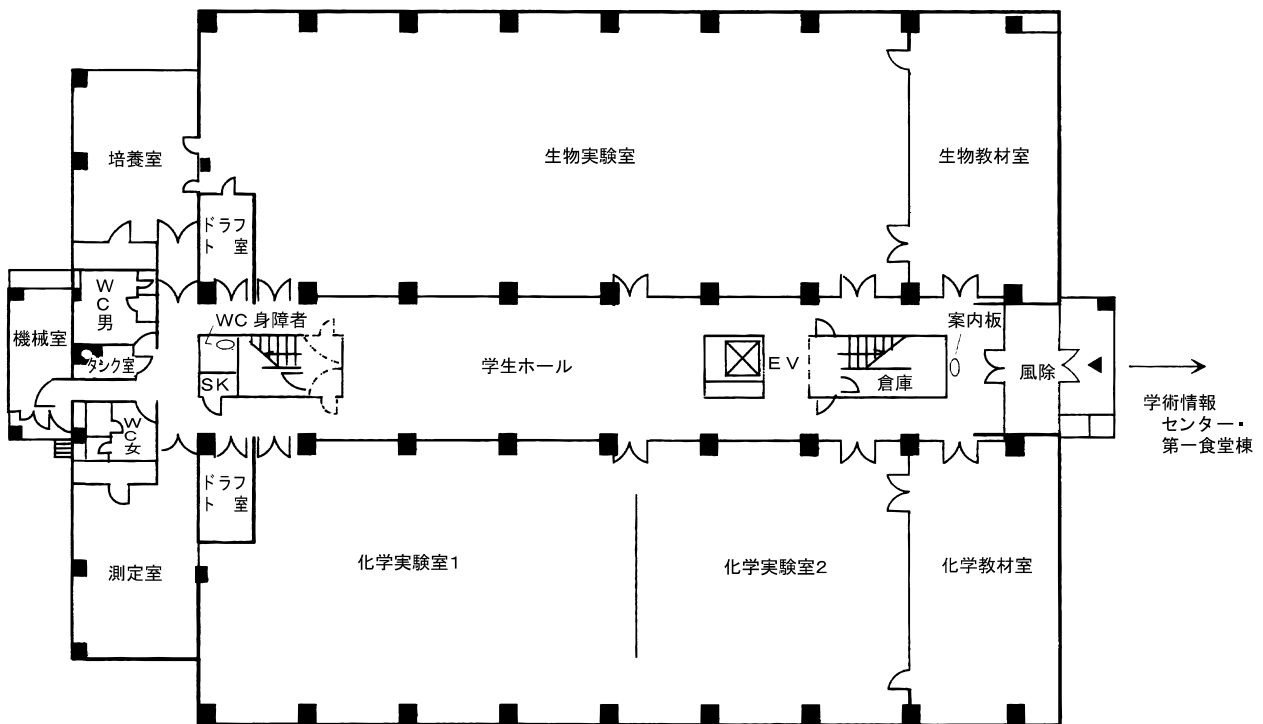 培養室
生物実験室
生物教材室
ドラフ
ト 室
WC男
機械室
タンク室
WC 身障者
SK
学生ホール
EV
倉庫
案内板
風除
学術情報
センター・
第一食堂棟
WC女
ドラフ
ト 室
測定室
化学実験室1
化学実験室2
化学教材室